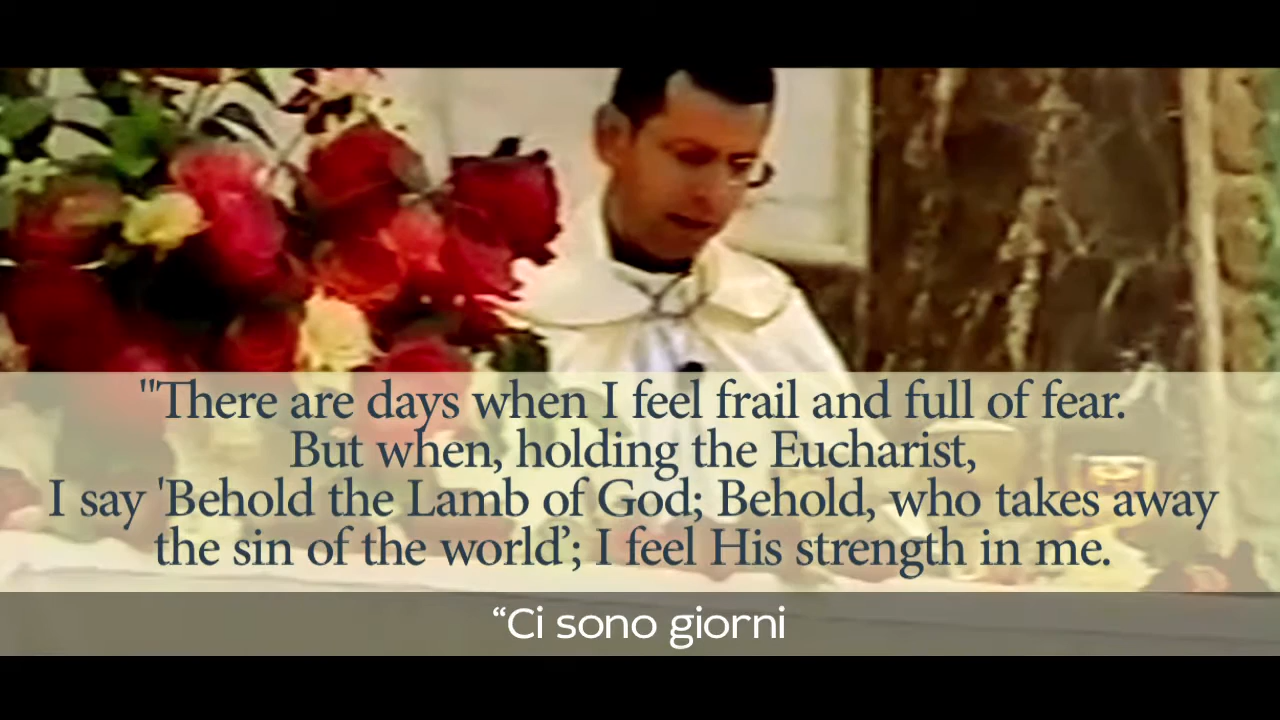 "'There are days when I feel frail and full of fear.
But when, holding the Eucharist,
I say 'Behold the Lamb of God; Behold, who takes away
the sin of the world’; I feel His strength in me.
“Ci sono giorni